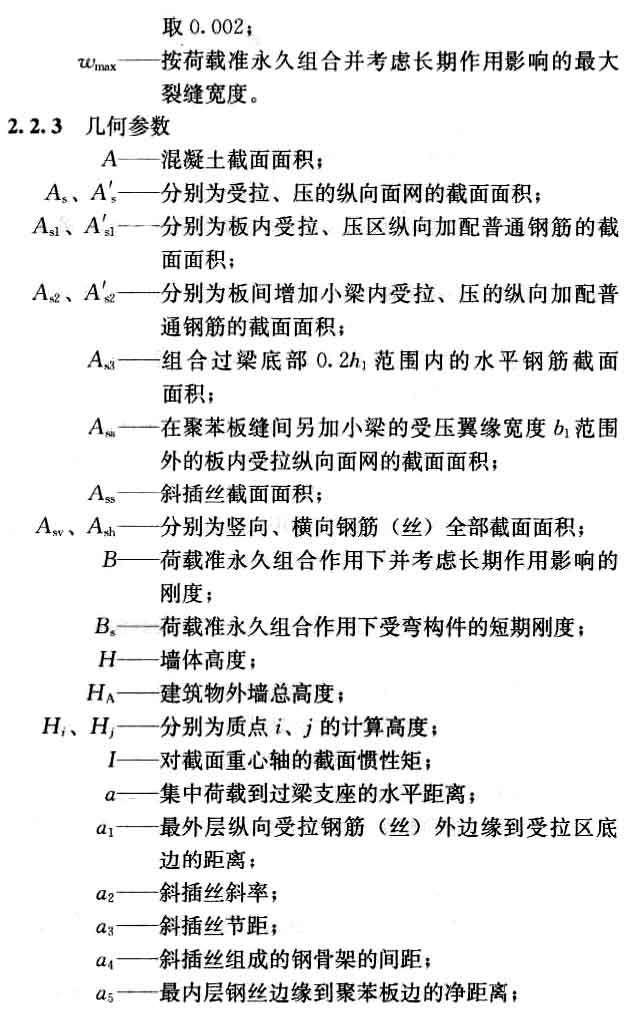 取 0.002；
w_max——按荷载准永久组合并考虑长期作用影响的最大
裂缝宽度。
2.2.3 几何参数
A——混凝土截面面积；
A_s、A′_s——分别为受拉、压的纵向面网的截面面积；
A_s1、A′_s1——分别为板内受拉、压区纵向加配普通钢筋的截
面面积；
A_s2、A′_s2——分别为板间增加小梁内受拉、压的纵向加配普
通钢筋的截面面积；
A_s3——组合过梁底部 0.2h_1 范围内的水平钢筋截面
面积；
A_sa——在聚苯板缝间另加小梁的受压翼缘宽度 b_1 范围
外的板内受拉纵向面网的截面面积；
A_ss——斜插丝截面面积；
A_sv、A_sh——分别为竖向、横向钢筋（丝）全部截面面积；
B——荷载准永久组合作用下并考虑长期作用影响的
刚度；
B_s——荷载准永久组合作用下受弯构件的短期刚度；
H——墙体高度；
H_A——建筑物外墙总高度；
H_i、H_j——分别为质点 i、j 的计算高度；
I——对截面重心轴的截面惯性矩；
a——集中荷载到过梁支座的水平距离；
a_1——最外层纵向受拉钢筋（丝）外边缘到受拉区底
边的距离；
a_2——斜插丝斜率；
a_3——斜插丝节距；
a_4——斜插丝组成的钢骨架的间距；
a_5——最内层钢丝边缘到聚苯板边的净距离；